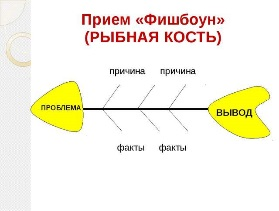 Прием «Фишбоун»
(РЫБНАЯ КОСТЬ)
причина причина
ПРОБЛЕМА
ВЫВОД
факты факты